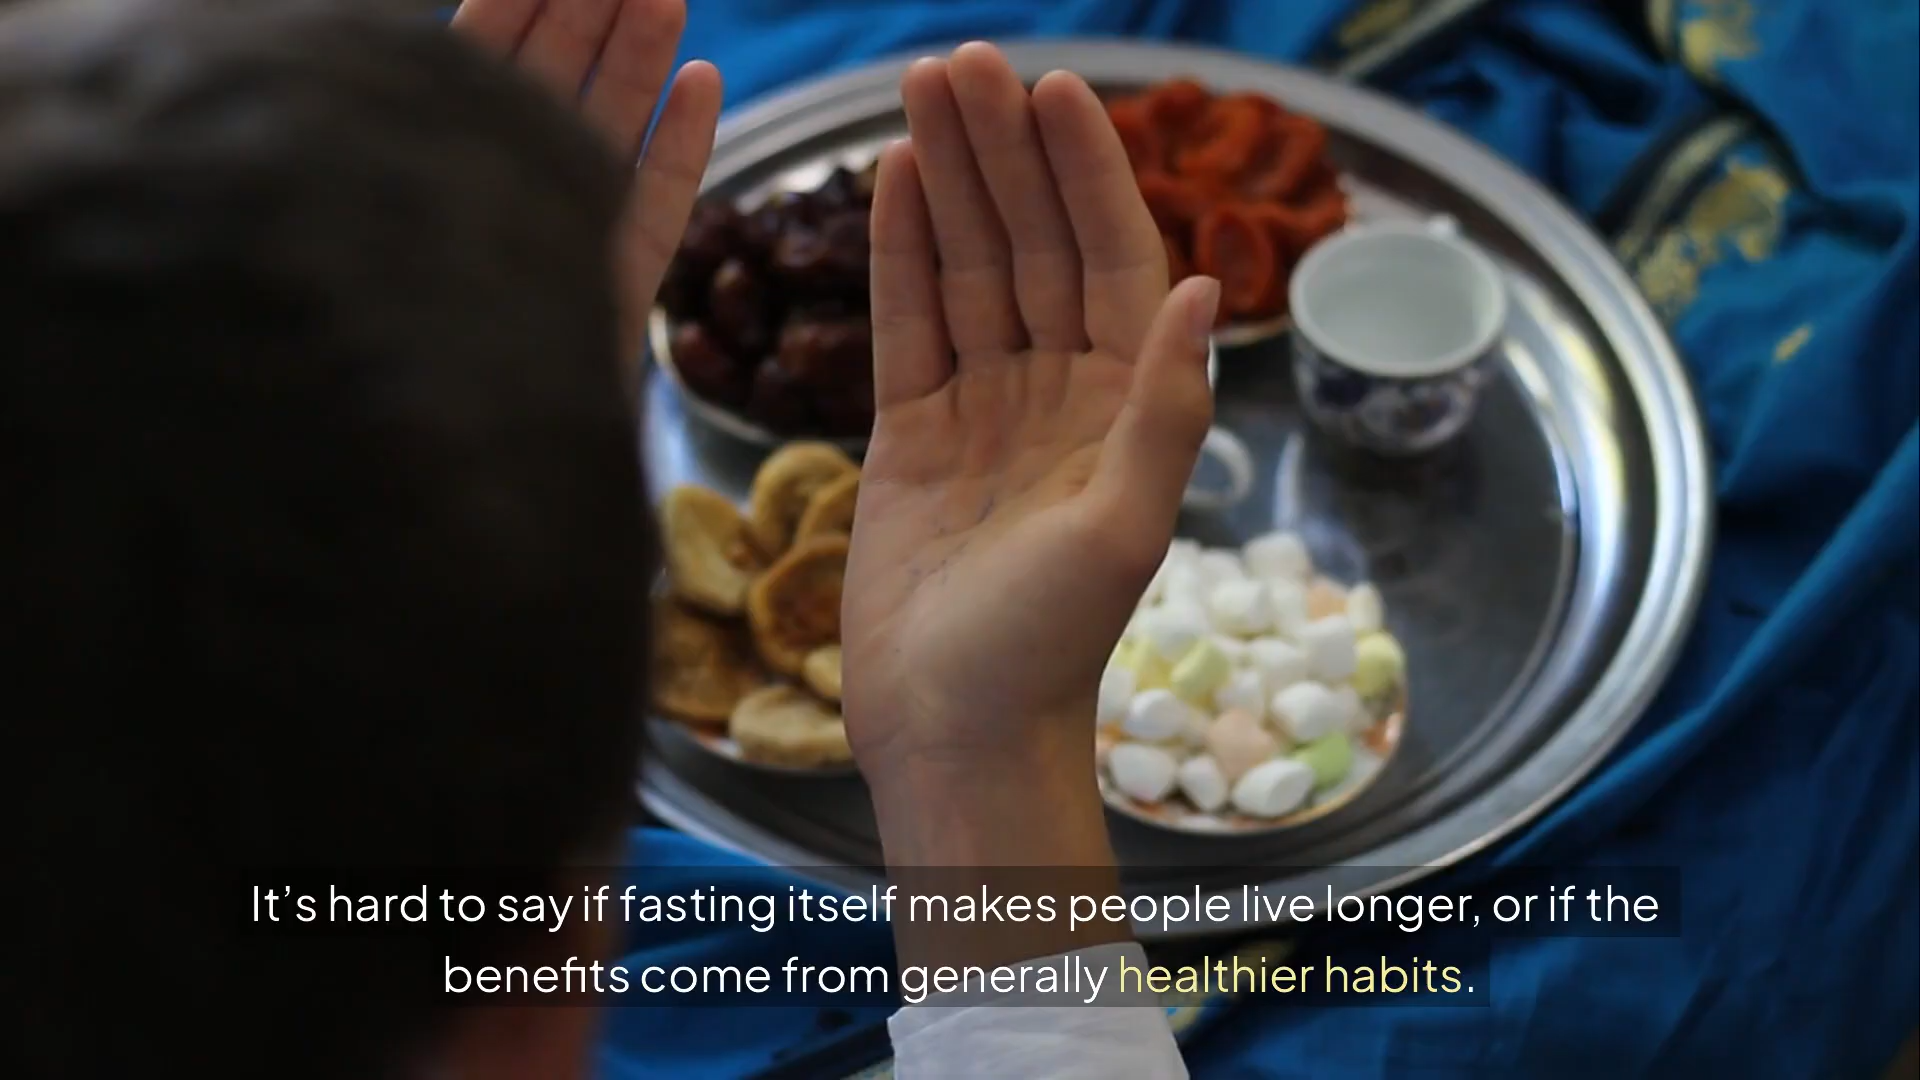 It’s hard to say if fasting itself makes people live longer, or if the
benefits come from generally healthier habits.